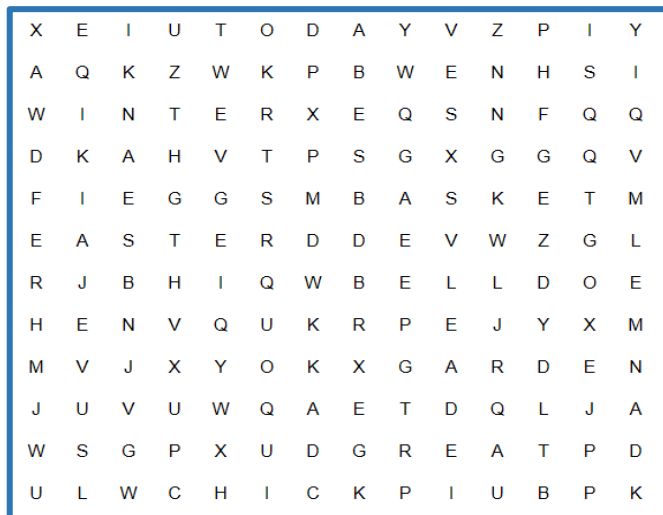 X E I U T O D A Y V Z P I Y
A Q K Z W K P B W E N H S I
W I N T E R X E Q S N F Q Q
D K A H V T P S G X G G Q V
F I E G G S M B A S K E T M
E A S T E R D D E V W Z G L
R J B H I Q W B E L L D O E
H E N V Q U K R P E J Y X M
M V J X Y O K X G A R D E N
J U V U W Q A E T D Q L J A
W S G P X U D G R E A T P D
U L W C H I C K P I U B P K